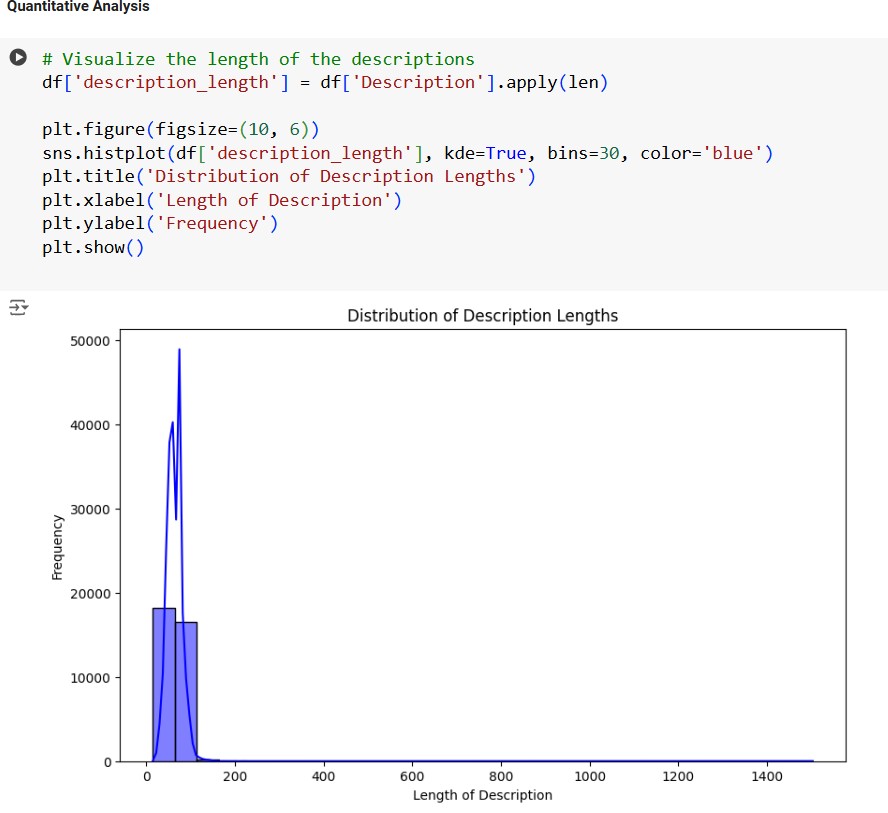 Quantitative Analysis
# Visualize the length of the descriptions
df['description_length'] = df['Description'].apply(len)
plt.figure(figsize=(10, 6))
sns.histplot(df['description_length'], kde=True, bins=30, color='blue')
plt.title('Distribution of Description Lengths')
plt.xlabel('Length of Description')
plt.ylabel('Frequency')
plt.show()
Distribution of Description Lengths
50000
40000
30000
20000
10000
0
Frequency
0 200 400 600 800 1000 1200 1400
Length of Description